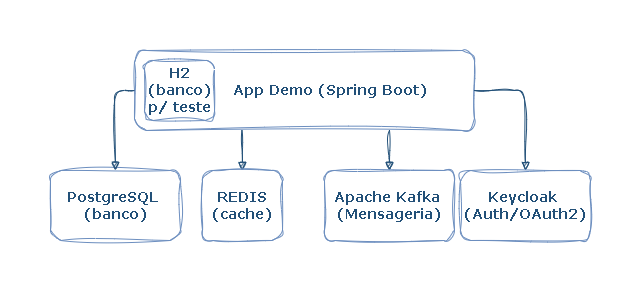 H2
(banco)
p/ teste
App Demo (Spring Boot)
PostgreSQL
(banco)
REDIS
(cache)
Apache Kafka
(Mensageria)
Keycloak
(Auth/OAuth2)